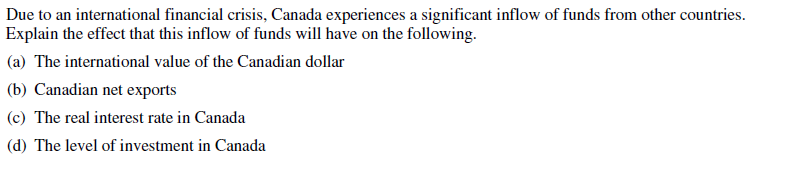 Due to an international financial crisis, Canada experiences a significant inflow of funds from other countries.
Explain the effect that this inflow of funds will have on the following.
(a) The international value of the Canadian dollar
(b) Canadian net exports
(c) The real interest rate in Canada
(d) The level of investment in Canada